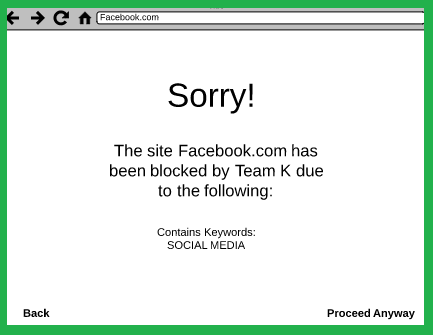 Facebook.com
Sorry!
The site Facebook.com has
been blocked by Team K due
to the following:
Contains Keywords:
SOCIAL MEDIA
Back
Proceed Anyway